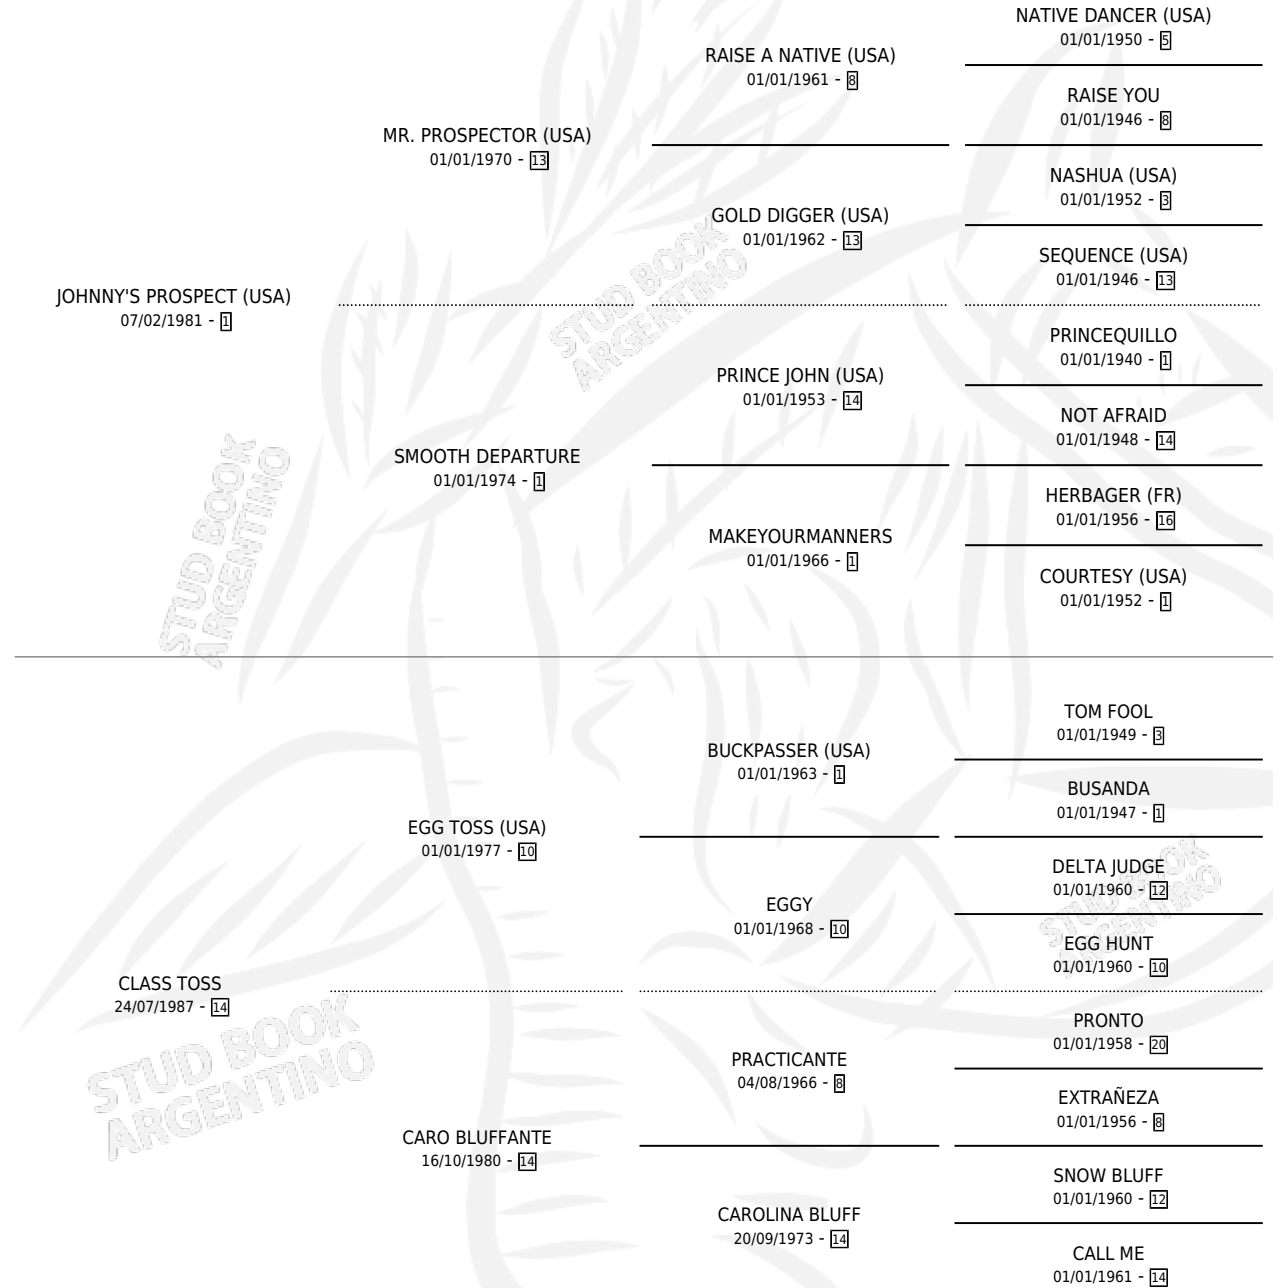 NATIVE DANCER (USA)
01/01/1950 - 5
RAISE A NATIVE (USA)
01/01/1961 - 8
RAISE YOU
01/01/1946 - 8
MR. PROSPECTOR (USA)
01/01/1970 - 13
NASHUA (USA)
01/01/1952 - 3
GOLD DIGGER (USA)
01/01/1962 - 13
SEQUENCE (USA)
01/01/1946 - 13
JOHNNY'S PROSPECT (USA)
07/02/1981 - 1
PRINCEQUILLO
01/01/1940 - 1
PRINCE JOHN (USA)
01/01/1953 - 14
NOT AFRAID
01/01/1948 - 14
SMOOTH DEPARTURE
01/01/1974 - 1
HERBAGER (FR)
01/01/1956 - 16
MAKEYOURMANNERS
01/01/1966 - 1
COURTESY (USA)
01/01/1952 - 1
TOM FOOL
01/01/1949 - 3
BUCKPASSER (USA)
01/01/1963 - 1
BUSANDA
01/01/1947 - 1
EGG TOSS (USA)
01/01/1977 - 10
DELTA JUDGE
01/01/1960 - 12
EGGY
01/01/1968 - 10
EGG HUNT
01/01/1960 - 10
CLASS TOSS
24/07/1987 - 14
PRONTO
01/01/1958 - 20
PRACTICANTE
04/08/1966 - 8
EXTRAÑEZA
01/01/1956 - 8
CARO BLUFFANTE
16/10/1980 - 14
SNOW BLUFF
01/01/1960 - 12
CAROLINA BLUFF
20/09/1973 - 14
CALL ME
01/01/1961 - 14
STUD BOOK
ARGENTINO
STUD BOOK
ARGENTINO
STUD BOOK
ARGENTINO
STUD BOOK
ARGENTINO